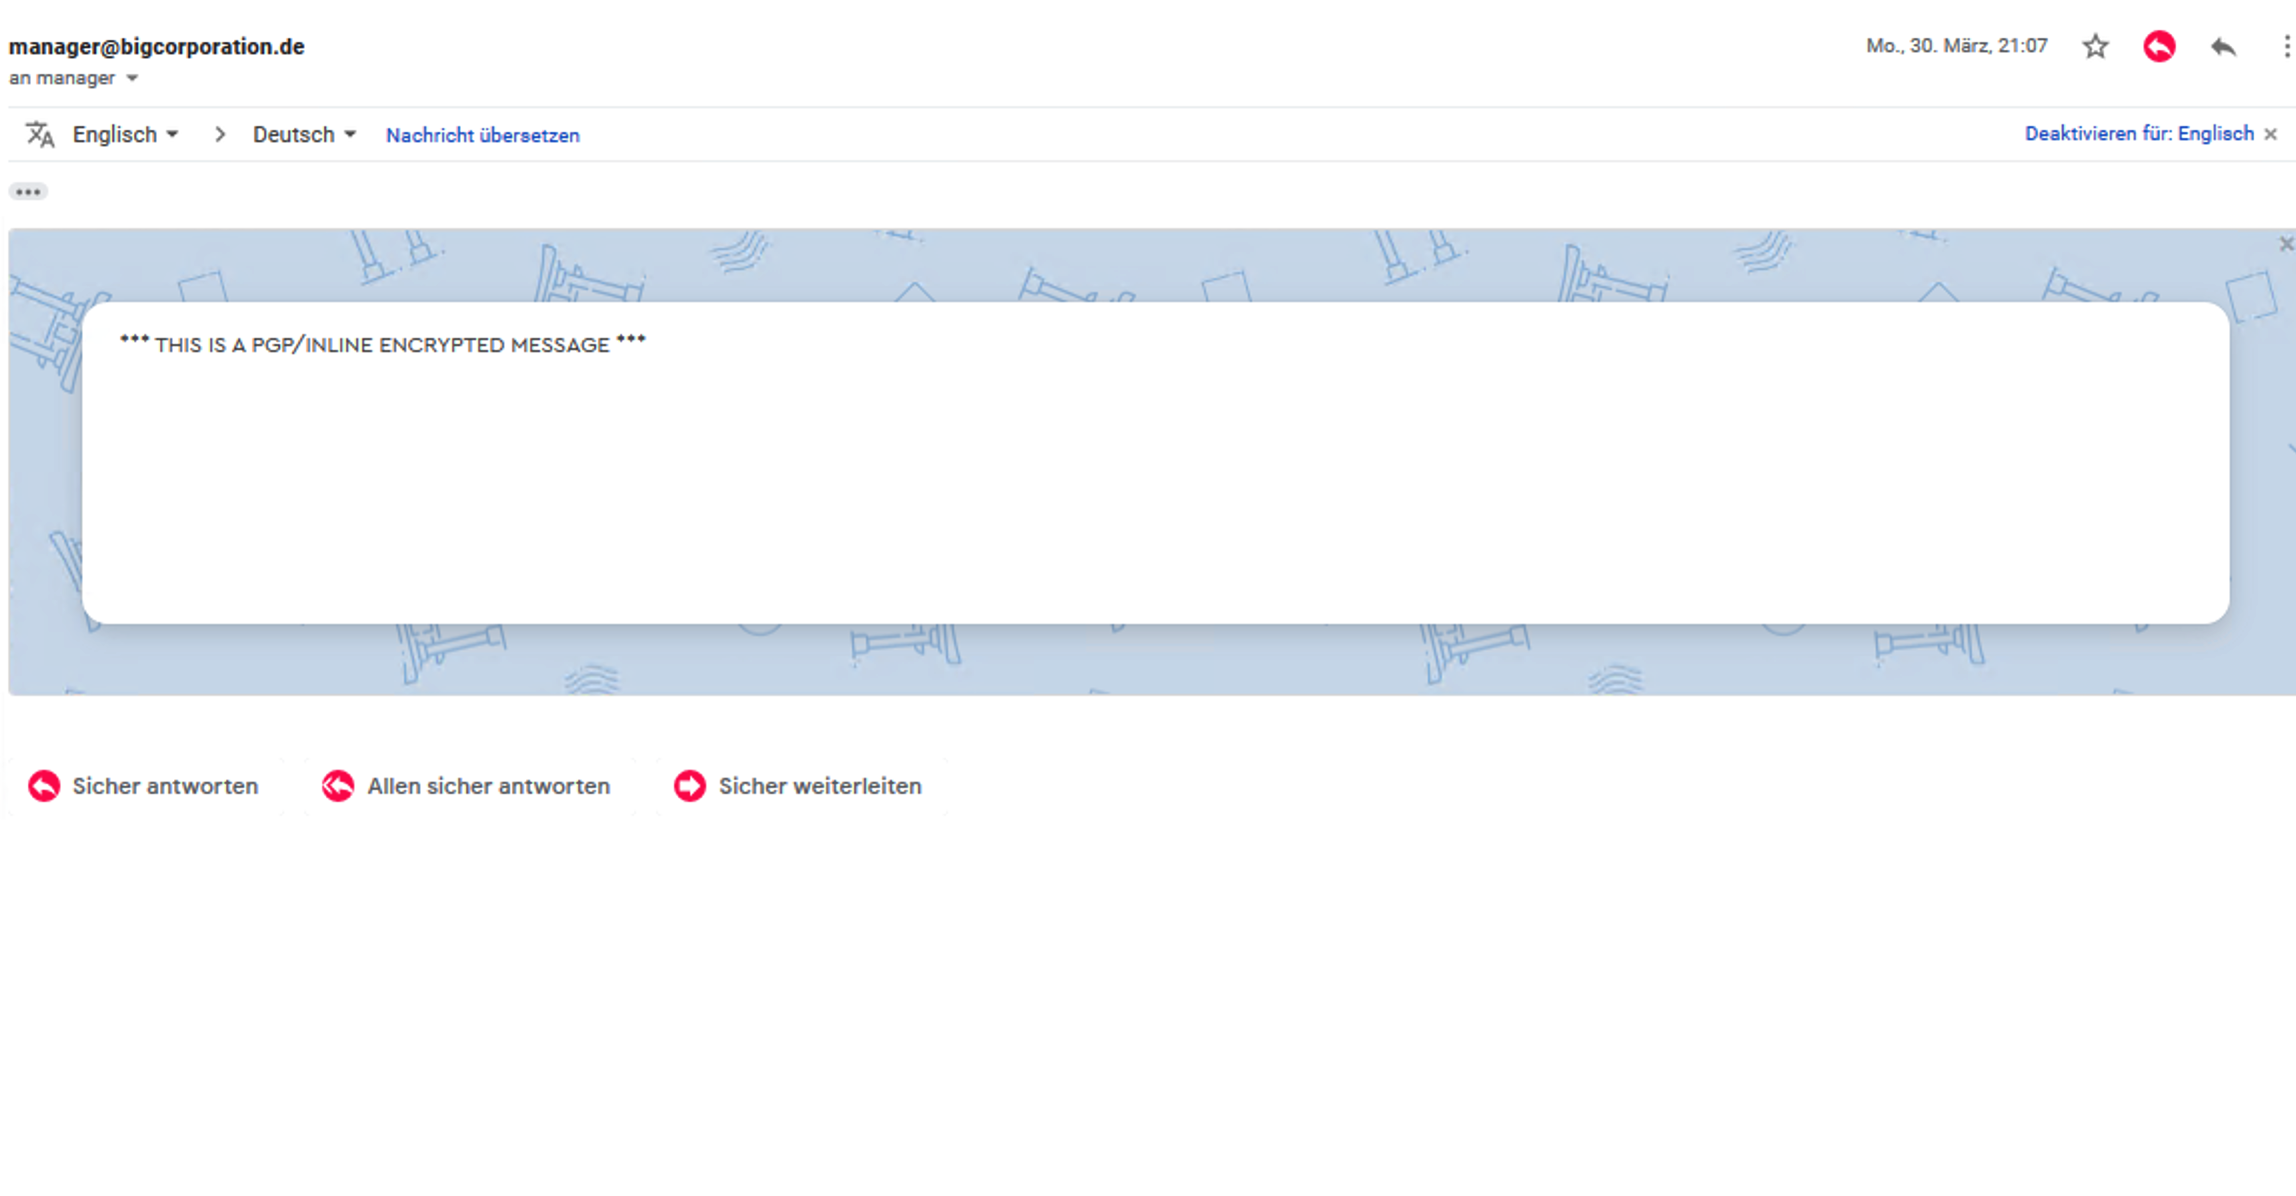 manager@bigcorporation.de
Mo., 30. März, 21:07
an manager
Englisch > Deutsch Nachricht übersetzen
Deaktivieren für: Englisch ×
*** THIS IS A PGP/INLINE ENCRYPTED MESSAGE ***
Sicher antworten
Allen sicher antworten
Sicher weiterleiten